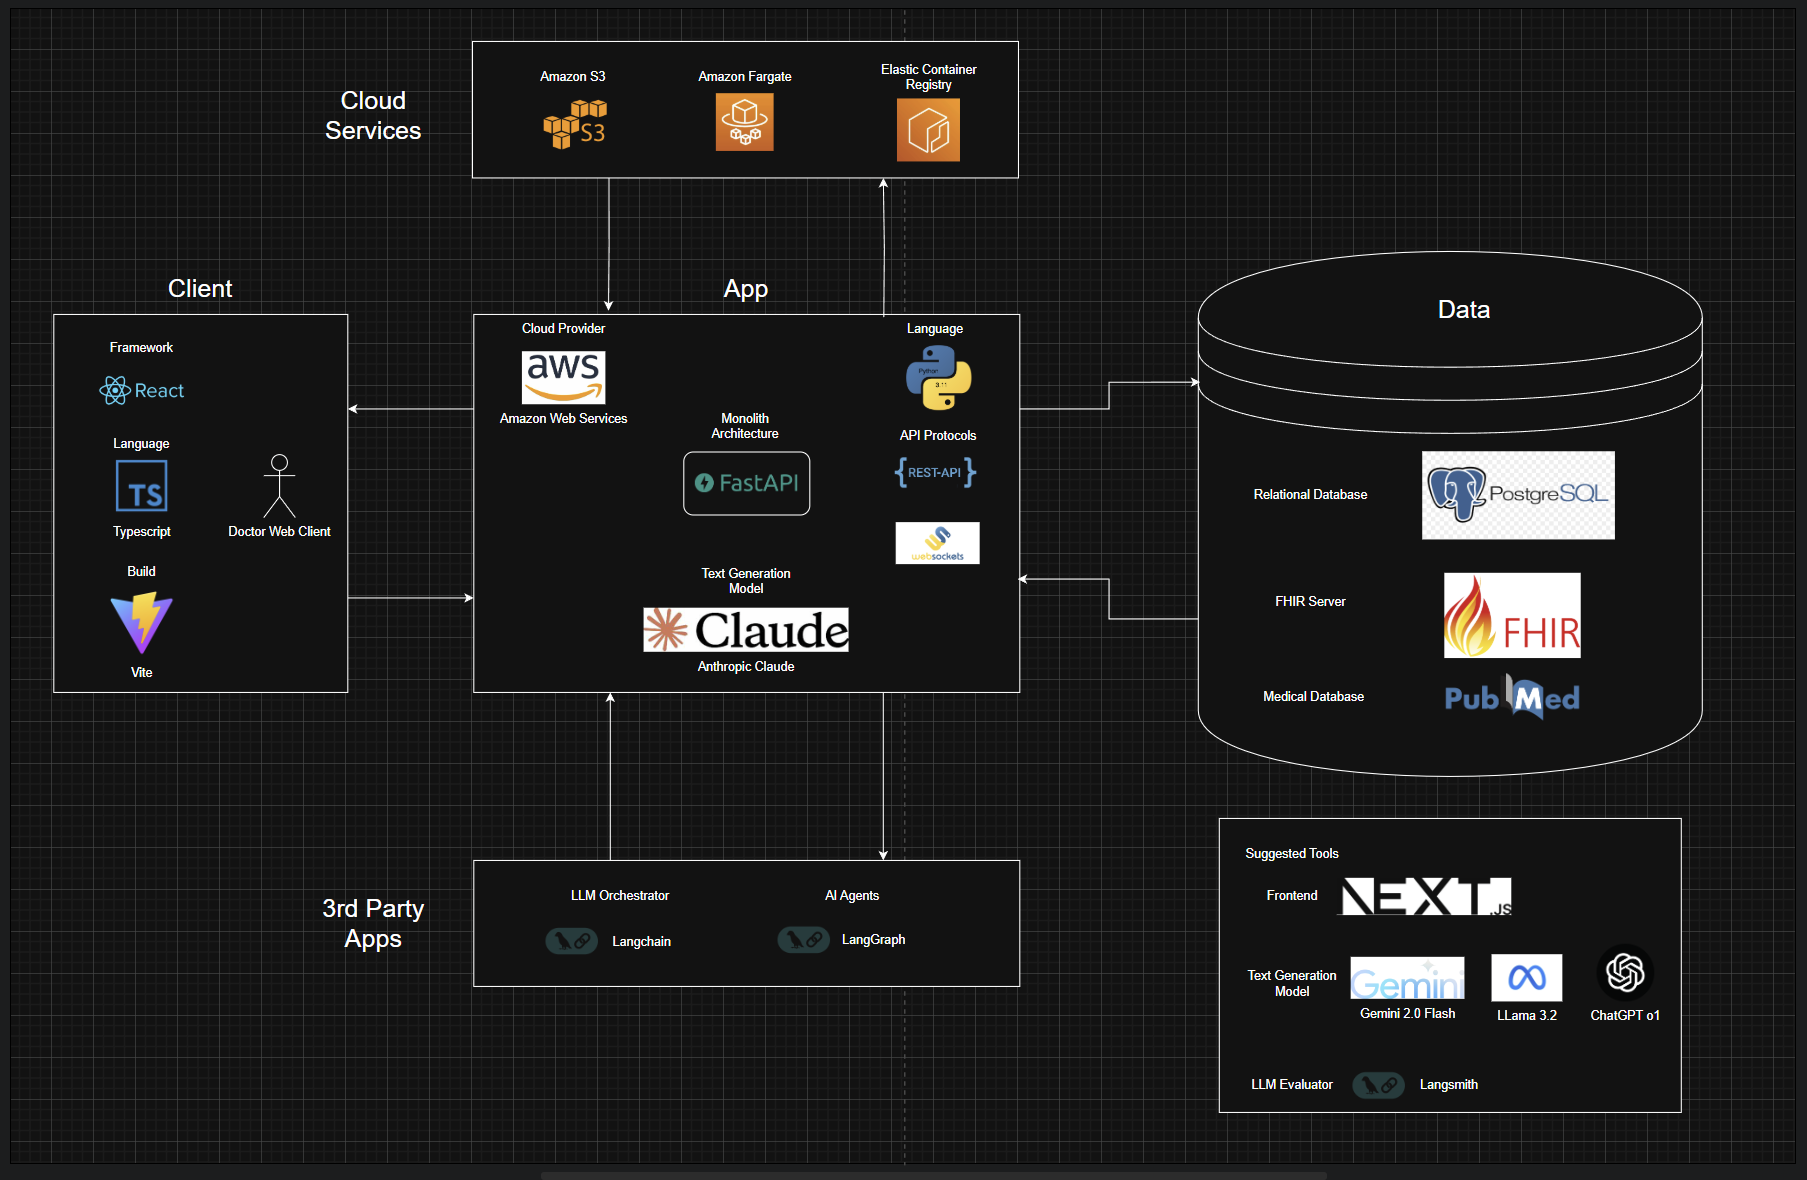 Cloud
Services
Amazon S3
S3
Amazon Fargate
Elastic Container
Registry
Client
Framework
React
Language
TS
Typescript
Doctor Web Client
Build
Vite
App
Cloud Provider
aws
Amazon Web Services
Monolith
Architecture
FastAPI
Text Generation
Model
Claude
Anthropic Claude
Language
Python
3.11
API Protocols
{REST-API}
websockets
Data
Relational Database
PostgreSQL
FHIR Server
FHIR
Medical Database
PubMed
3rd Party
Apps
LLM Orchestrator
Langchain
AI Agents
LangGraph
Suggested Tools
Frontend
NEXT.JS
Text Generation
Model
Gemini
Gemini 2.0 Flash
LLama 3.2
ChatGPT o1
LLM Evaluator
Langsmith